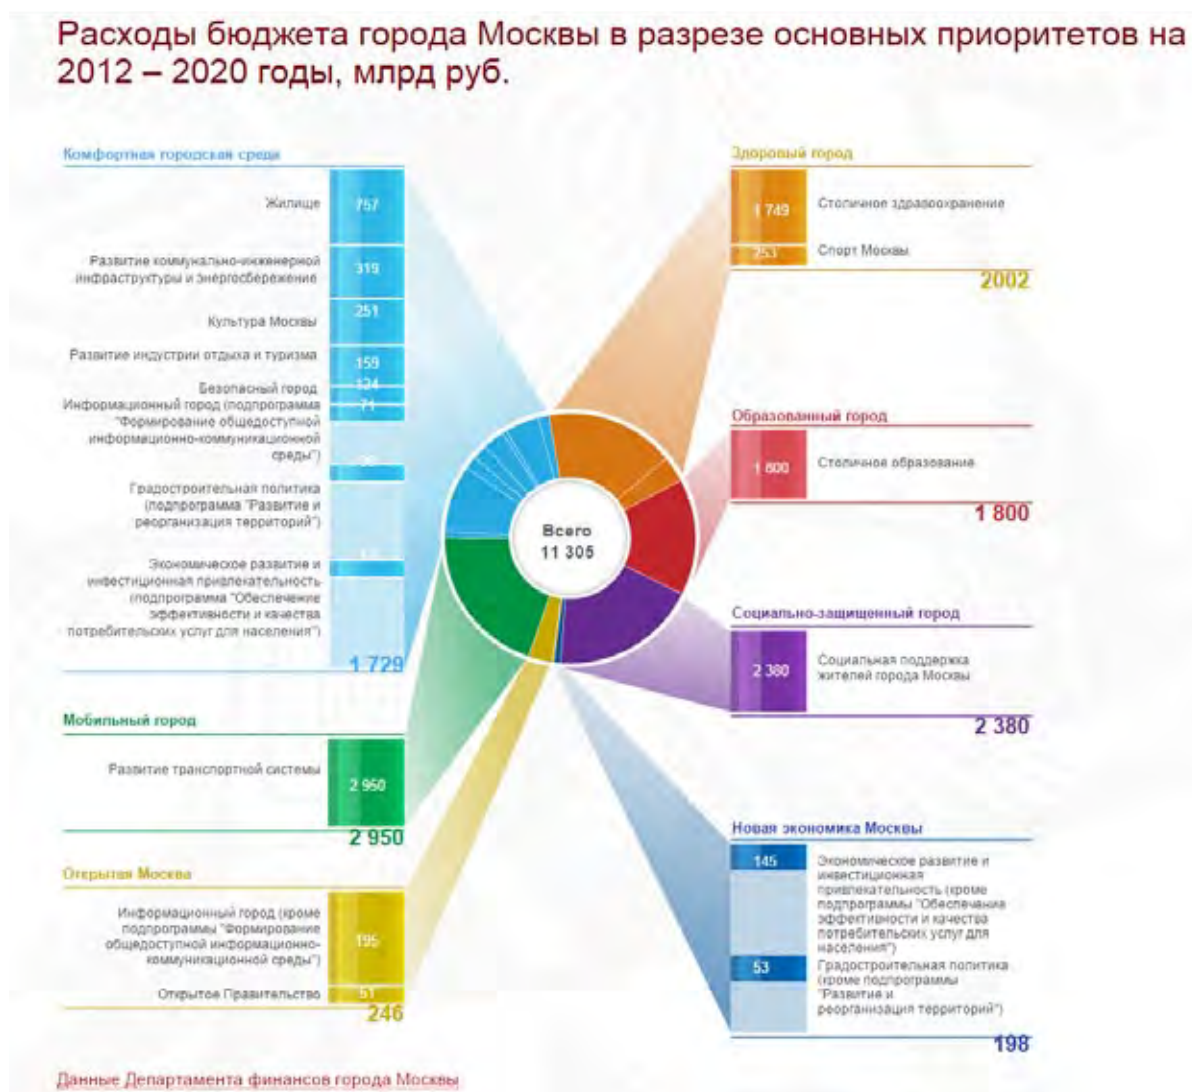 Расходы бюджета города Москвы в разрезе основных приоритетов на
2012 – 2020 годы, млрд руб.
Комфортная городская среда
Жилище
757
Развитие коммунально-инженерной
инфраструктуры и энергосбережение
319
Культура Москвы
251
Развитие индустрии отдыха и туризма
159
Безопасный город
124
Информационный город (подпрограмма
"Формирование общедоступной
информационно-коммуникационной
среды")
71
Градостроительная политика
(подпрограмма "Развитие и
реорганизация территорий")
Экономическое развитие и
инвестиционная привлекательность
(подпрограмма "Обеспечение
эффективности и качества
потребительских услуг для населения")
1 729
Мобильный город
Развитие транспортной системы
2 950
2 950
Открытая Москва
Информационный город (кроме
подпрограммы "Формирование
общедоступной информационно-
коммуникационной среды")
195
Открытое Правительство
51
246
Всего
11 305
Здоровый город
1 749
Столичное здравоохранение
253
Спорт Москвы
2002
Образованный город
1 800
Столичное образование
1 800
Социально-защищенный город
2 380
Социальная поддержка
жителей города Москвы
2 380
Новая экономика Москвы
145
Экономическое развитие и
инвестиционная
привлекательность (кроме
подпрограммы "Обеспечение
эффективности и качества
потребительских услуг для
населения")
53
Градостроительная политика
(кроме подпрограммы
"Развитие и
реорганизация территорий")
198
Данные Департамента финансов города Москвы